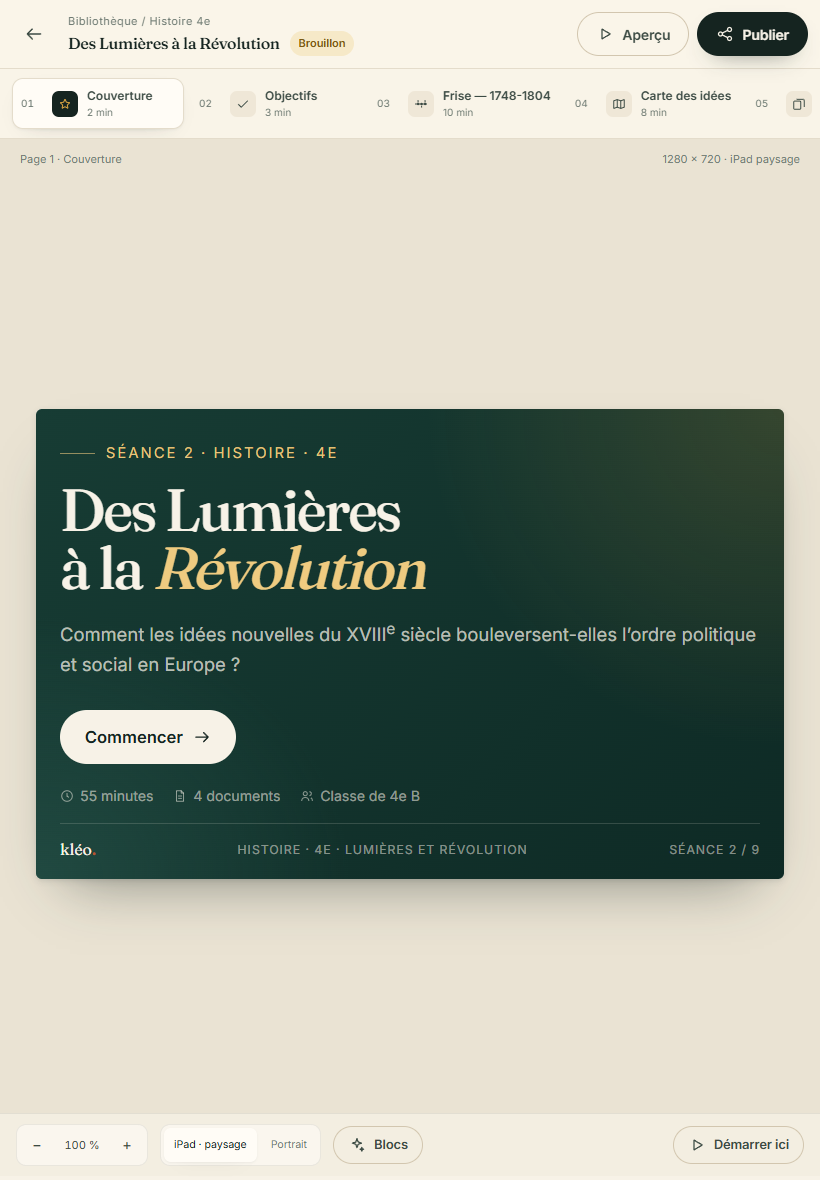 Bibliothèque / Histoire 4e
Des Lumières à la Révolution
Brouillon
Aperçu
Publier
01
Couverture
2 min
02
Objectifs
3 min
03
Frise — 1748-1804
10 min
04
Carte des idées
8 min
05
Page 1 · Couverture
1280 × 720 · iPad paysage
SÉANCE 2 · HISTOIRE · 4E
Des Lumières
à la Révolution
Comment les idées nouvelles du XVIIIe siècle bouleversent-elles l’ordre politique
et social en Europe ?
Commencer
55 minutes
4 documents
Classe de 4e B
kléo.
HISTOIRE · 4E · LUMIÈRES ET RÉVOLUTION
SÉANCE 2 / 9
− 100 % +
iPad · paysage
Portrait
Blocs
Démarrer ici